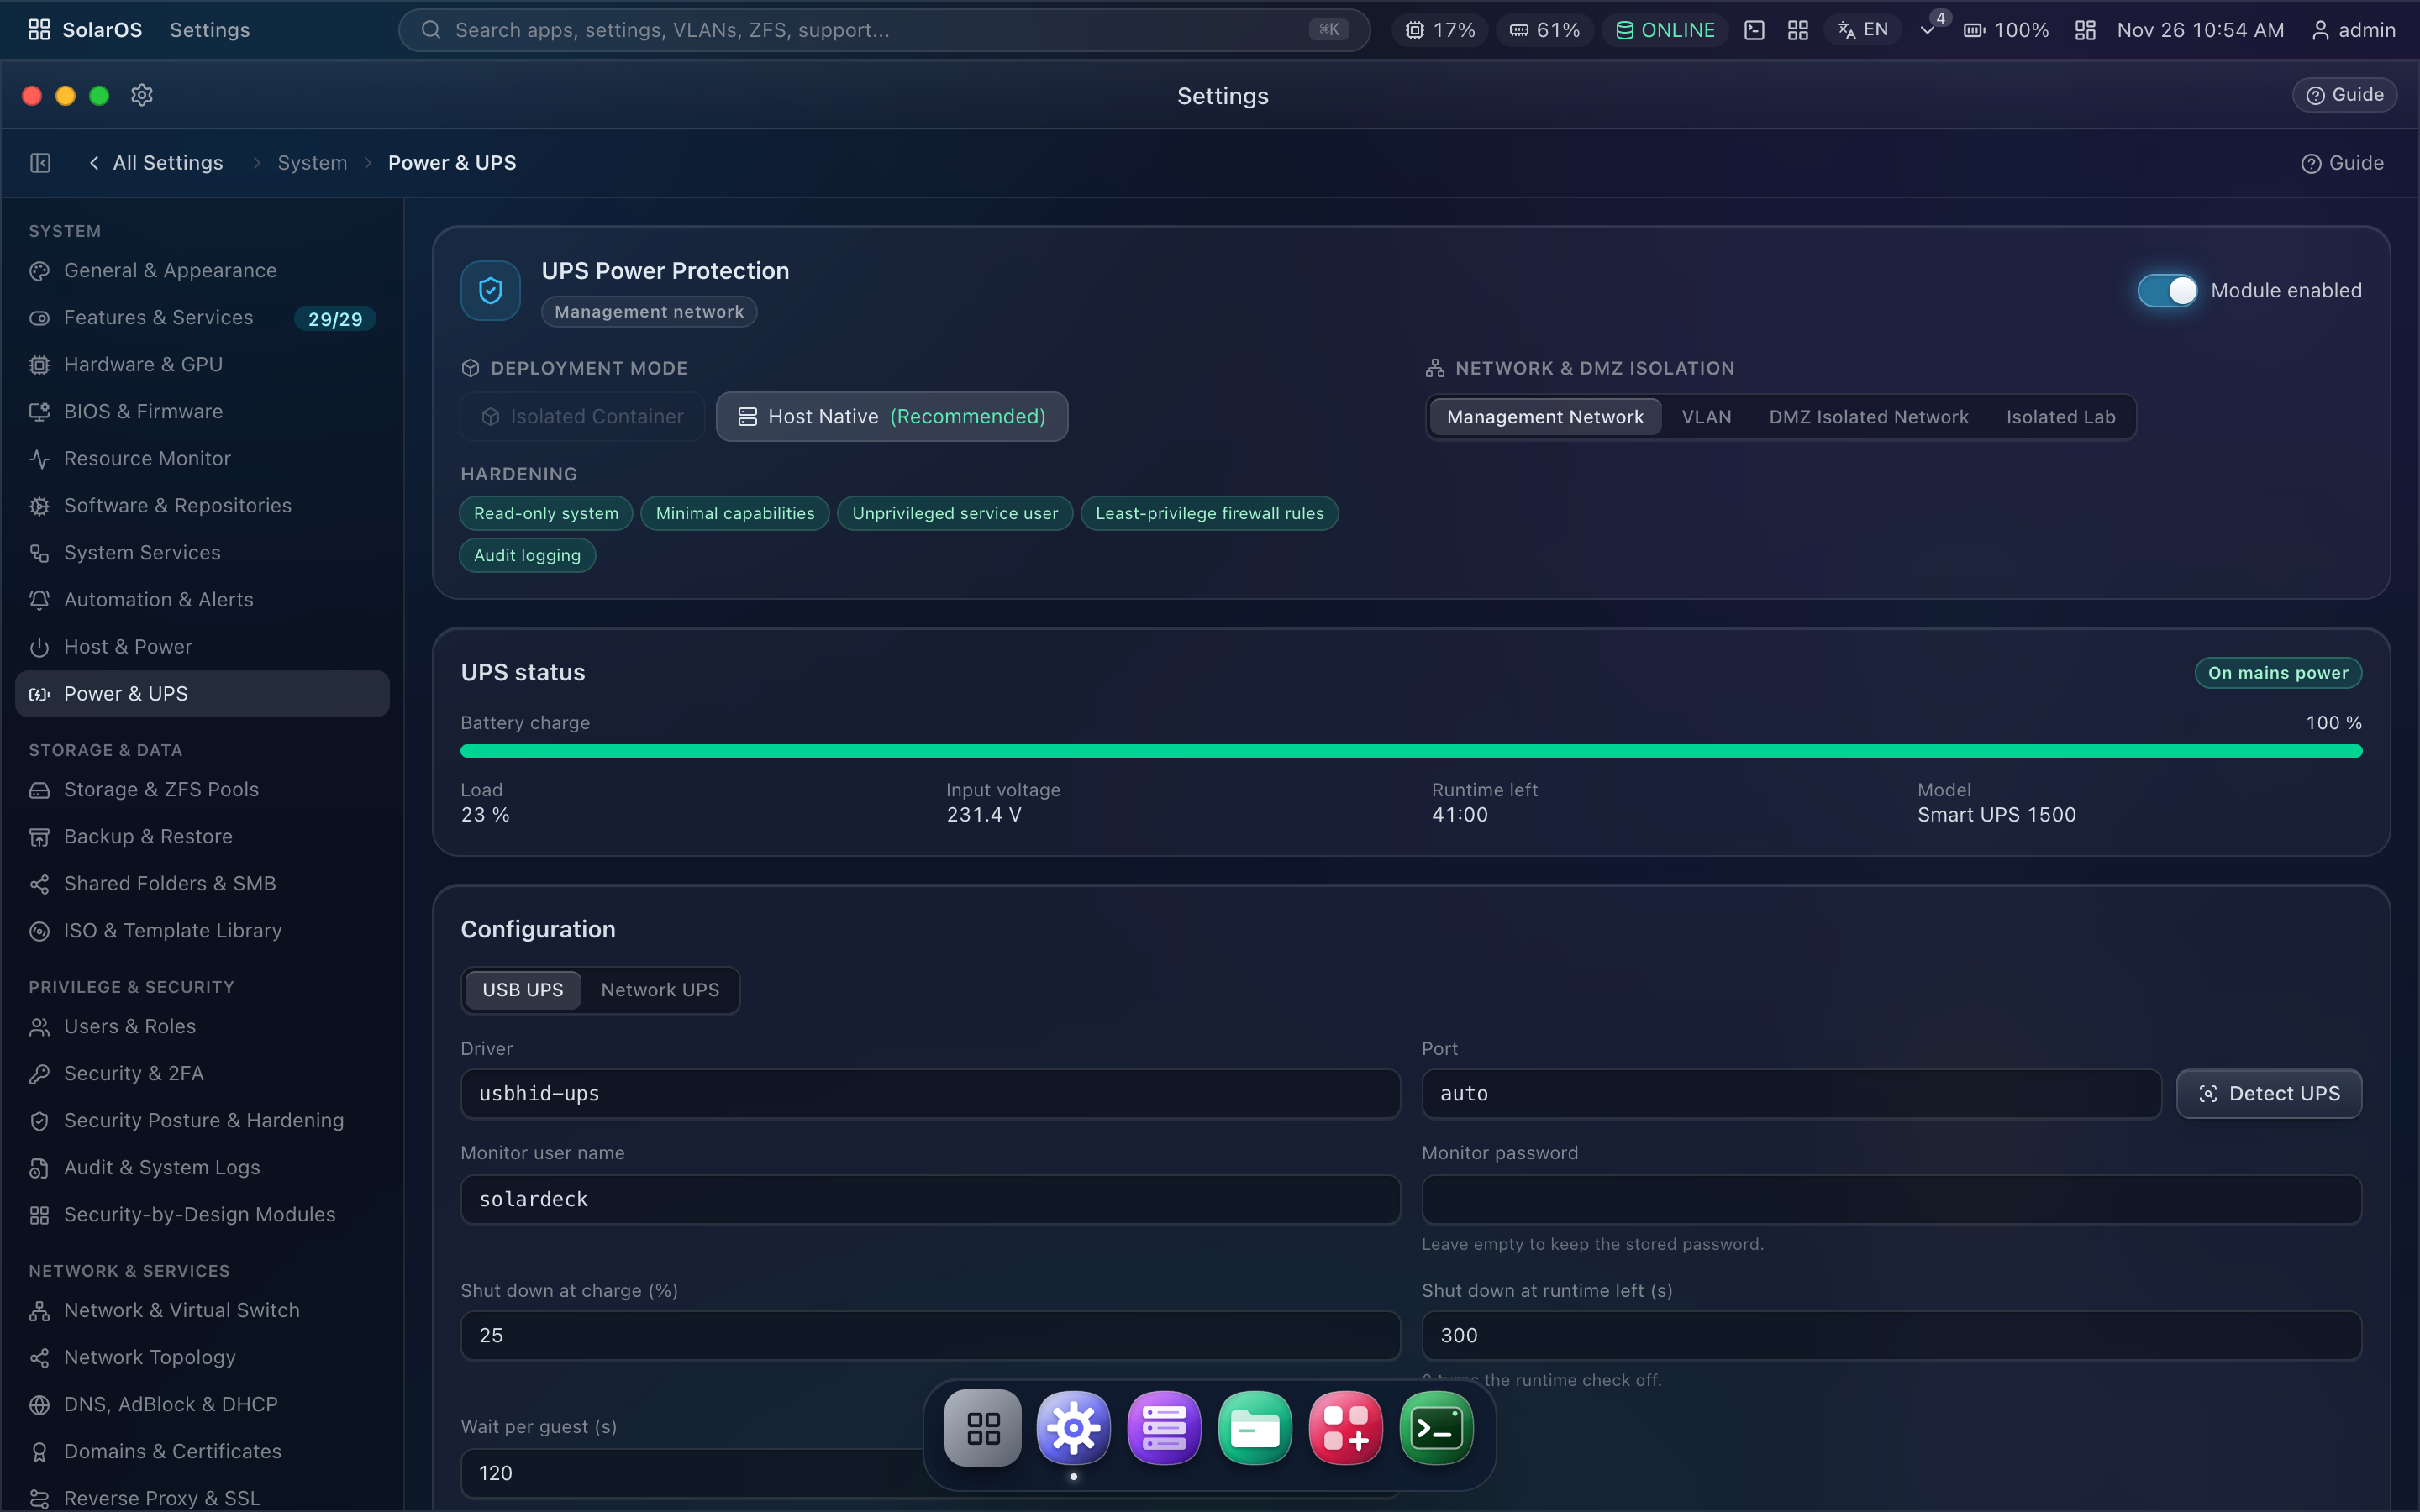 SolarOS Settings Search apps, settings, VLANs, ZFS, support... ⌘K 17% 61% ONLINE EN 4 100% Nov 26 10:54 AM admin
Settings Guide
All Settings System Power & UPS Guide
SYSTEM
General & Appearance
Features & Services 29/29
Hardware & GPU
BIOS & Firmware
Resource Monitor
Software & Repositories
System Services
Automation & Alerts
Host & Power
Power & UPS
STORAGE & DATA
Storage & ZFS Pools
Backup & Restore
Shared Folders & SMB
ISO & Template Library
PRIVILEGE & SECURITY
Users & Roles
Security & 2FA
Security Posture & Hardening
Audit & System Logs
Security-by-Design Modules
NETWORK & SERVICES
Network & Virtual Switch
Network Topology
DNS, AdBlock & DHCP
Domains & Certificates
Reverse Proxy & SSL
UPS Power Protection
Management network
Module enabled
DEPLOYMENT MODE
Isolated Container Host Native (Recommended)
NETWORK & DMZ ISOLATION
Management Network VLAN DMZ Isolated Network Isolated Lab
HARDENING
Read-only system Minimal capabilities Unprivileged service user Least-privilege firewall rules
Audit logging
UPS status On mains power
Battery charge 100 %
Load Input voltage Runtime left Model
23 % 231.4 V 41:00 Smart UPS 1500
Configuration
USB UPS Network UPS
Driver Port
usbhid-ups auto Detect UPS
Monitor user name Monitor password
solardeck
Leave empty to keep the stored password.
Shut down at charge (%) Shut down at runtime left (s)
25 300
the runtime check off.
Wait per guest (s)
120